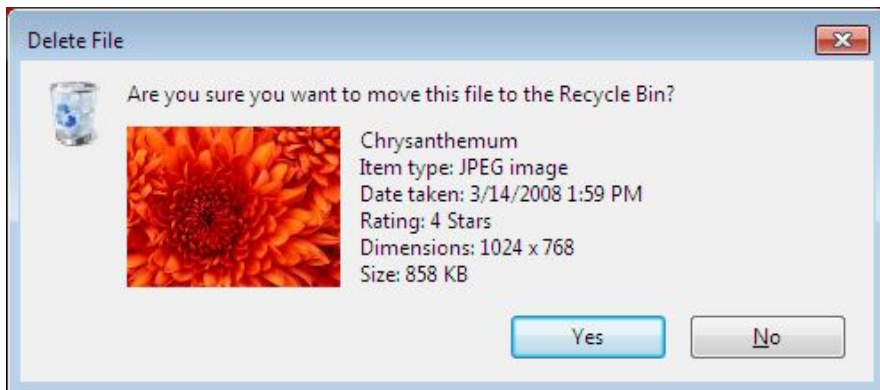 Delete File
Are you sure you want to move this file to the Recycle Bin?
Chrysanthemum
Item type: JPEG image
Date taken: 3/14/2008 1:59 PM
Rating: 4 Stars
Dimensions: 1024 x 768
Size: 858 KB
Yes
No